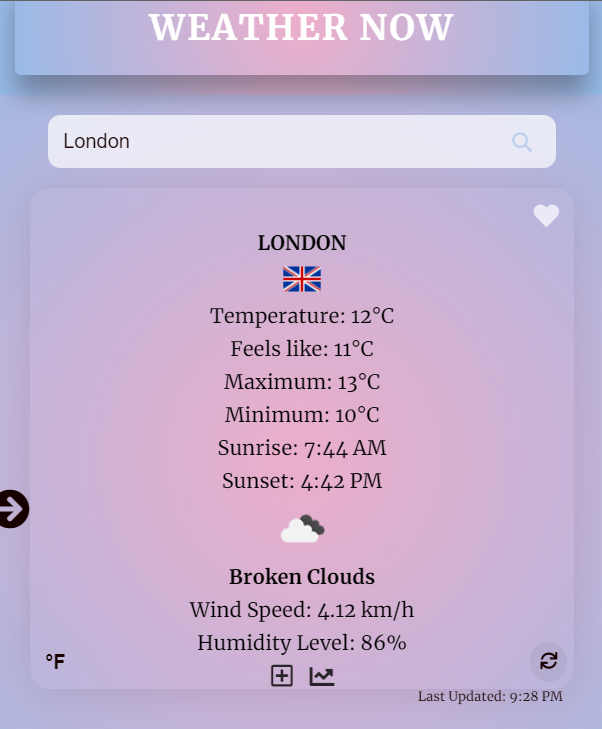 WEATHER NOW
London
LONDON
Temperature: 12°C
Feels like: 11°C
Maximum: 13°C
Minimum: 10°C
Sunrise: 7:44 AM
Sunset: 4:42 PM
Broken Clouds
Wind Speed: 4.12 km/h
Humidity Level: 86%
°F
Last Updated: 9:28 PM